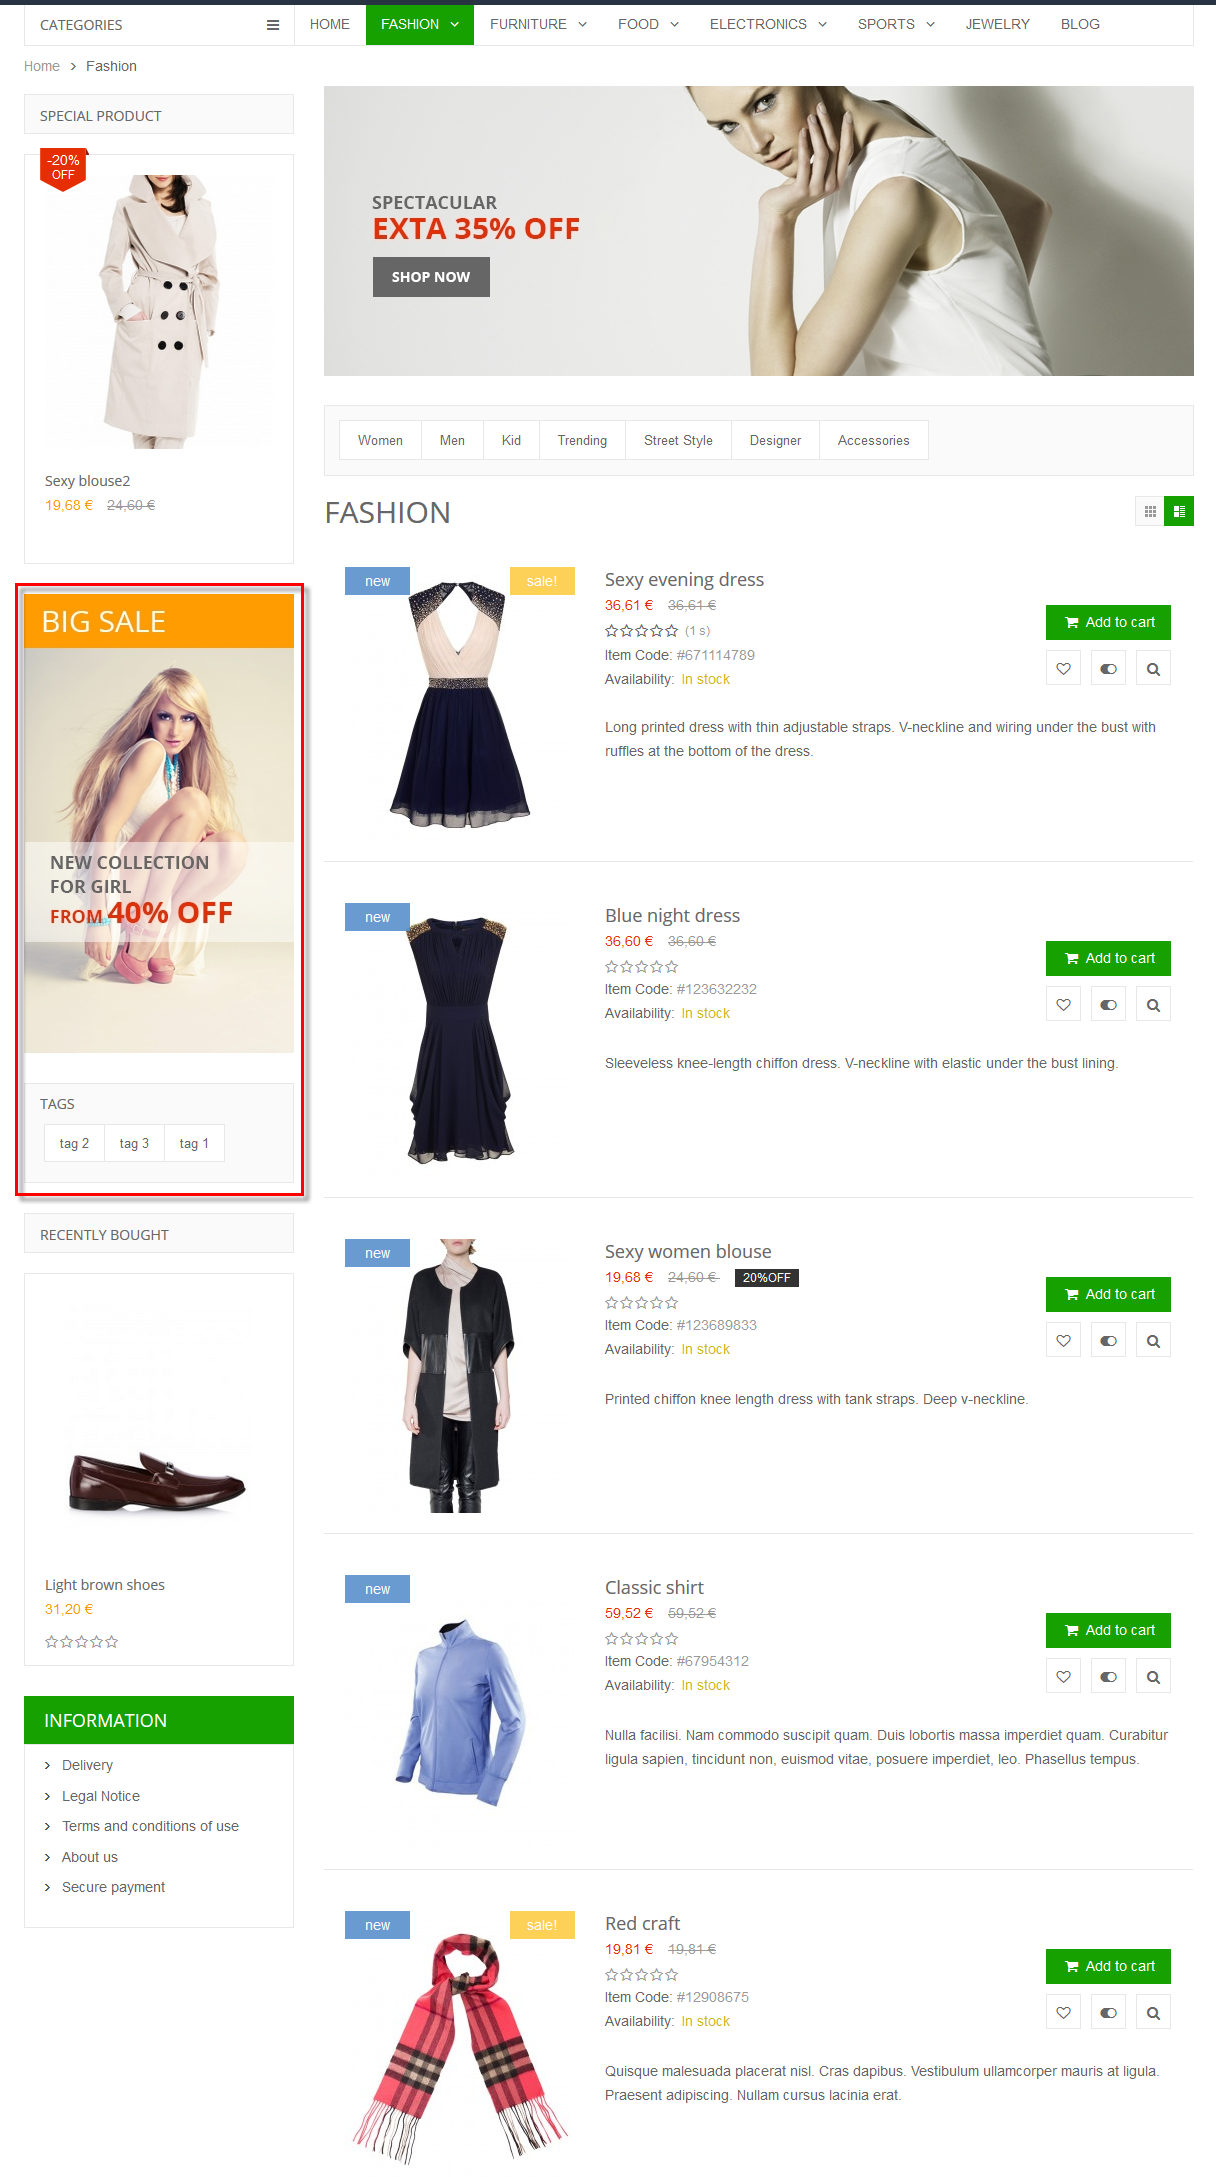 CATEGORIES
HOME FASHION FURNITURE FOOD ELECTRONICS SPORTS JEWELRY BLOG
Home > Fashion
SPECIAL PRODUCT
-20%
OFF
Sexy blouse2
19,68 € 24,60 €
BIG SALE
NEW COLLECTION
FOR GIRL
FROM 40% OFF
TAGS
tag 2 tag 3 tag 1
RECENTLY BOUGHT
Light brown shoes
31,20 €
INFORMATION
Delivery
Legal Notice
Terms and conditions of use
About us
Secure payment
SPECTACULAR
EXTA 35% OFF
SHOP NOW
Women Men Kid Trending Street Style Designer Accessories
FASHION
new sale!
Sexy evening dress
36,61 € 36,61 €
(1 s)
Item Code: #671114789
Availability: In stock
Add to cart
Long printed dress with thin adjustable straps. V-neckline and wiring under the bust with
ruffles at the bottom of the dress.
new
Blue night dress
36,60 € 36,60 €
Item Code: #123632232
Availability: In stock
Add to cart
Sleeveless knee-length chiffon dress. V-neckline with elastic under the bust lining.
new
Sexy women blouse
19,68 € 24,60 € 20%OFF
Item Code: #123689833
Availability: In stock
Add to cart
Printed chiffon knee length dress with tank straps. Deep v-neckline.
new
Classic shirt
59,52 € 59,52 €
Item Code: #67954312
Availability: In stock
Add to cart
Nulla facilisi. Nam commodo suscipit quam. Duis lobortis massa imperdiet quam. Curabitur
ligula sapien, tincidunt non, euismod vitae, posuere imperdiet, leo. Phasellus tempus.
new sale!
Red craft
19,81 € 19,81 €
Item Code: #12908675
Availability: In stock
Add to cart
Quisque malesuada placerat nisl. Cras dapibus. Vestibulum ullamcorper mauris at ligula.
Praesent adipiscing. Nullam cursus lacinia erat.